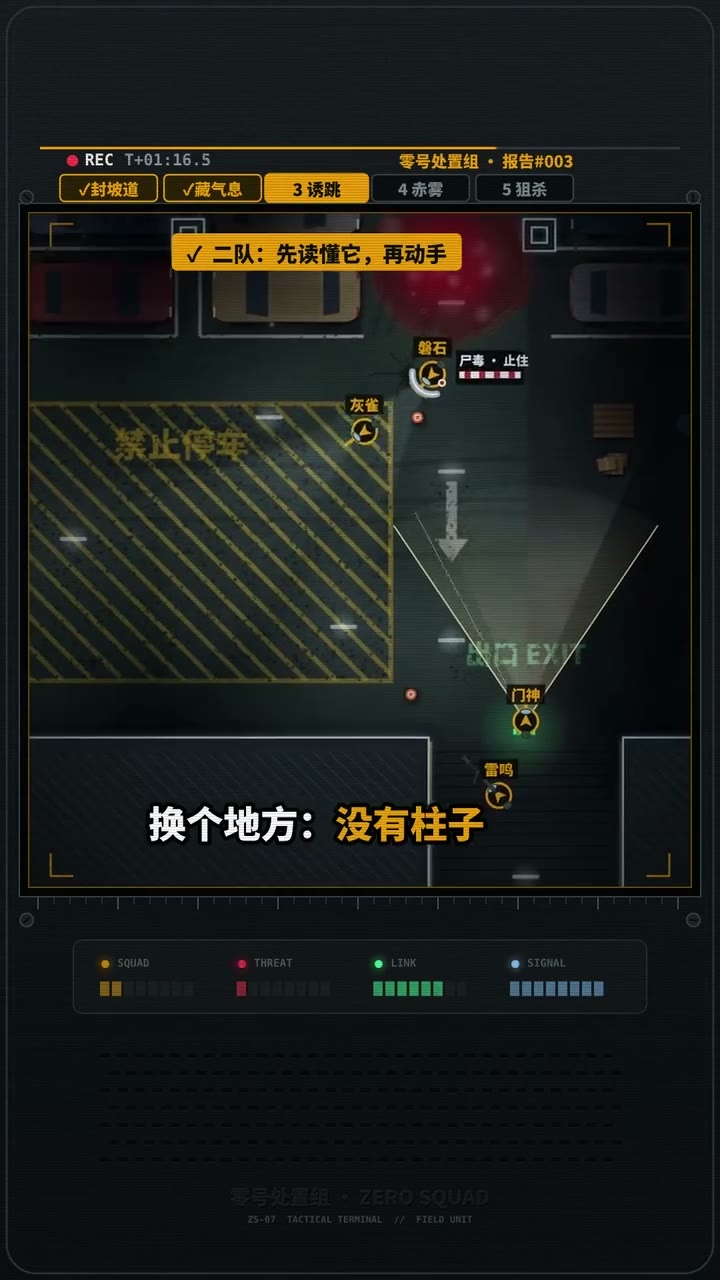 REC T+01:16.5
零号处置组 · 报告#003
✓封坡道
✓藏气息
3 诱跳
4 赤雾
5 狙杀
✓ 二队：先读懂它，再动手
磐石
尸毒 · 止住
灰雀
禁止停车
出口 EXIT
门神
雷鸣
换个地方：没有柱子
SQUAD
THREAT
LINK
SIGNAL
零号处置组 · ZERO SQUAD
ZS-07 TACTICAL TERMINAL // FIELD UNIT